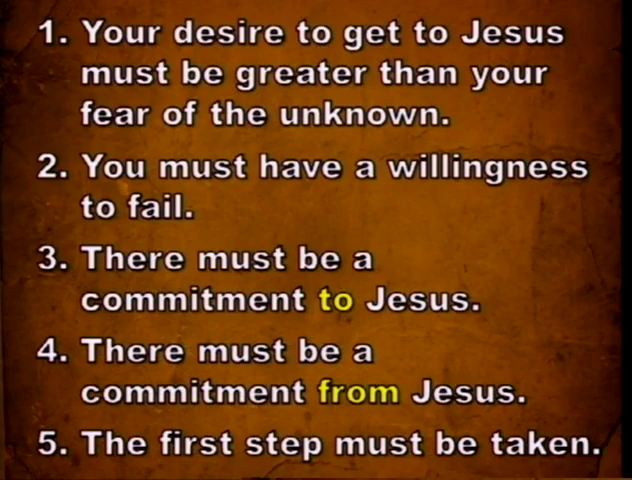 1. Your desire to get to Jesus
must be greater than your
fear of the unknown.
2. You must have a willingness
to fail.
3. There must be a
commitment to Jesus.
4. There must be a
commitment from Jesus.
5. The first step must be taken.